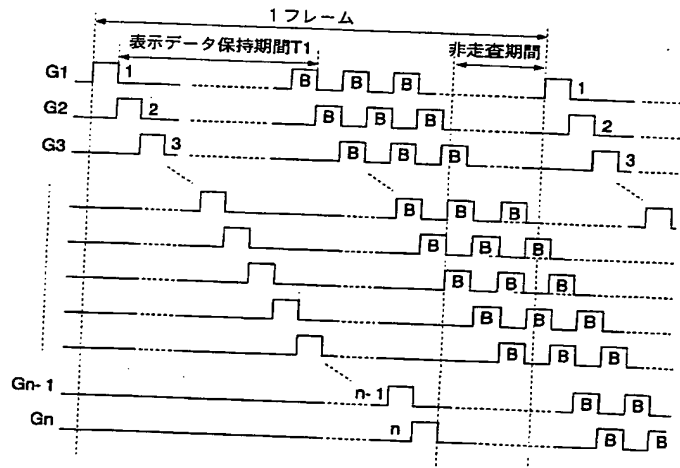 1フレーム
表示データ保持期間T1
非走査期間
G1 1 B B B 1
G2 2 B B B 2
G3 3 B B B 3
B B B
B B B
B B B
B B B
B B B
Gn-1 n-1 B B
Gn n B B